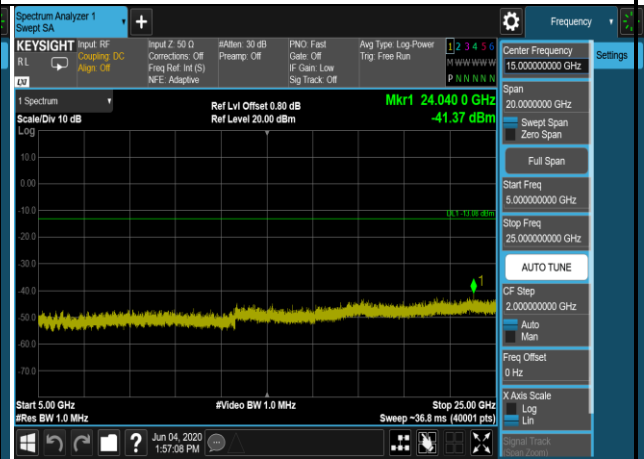 Spectrum Analyzer 1
Swept SA
+
Frequency
KEYSIGHT
RL
LXI
Input: RF
Coupling: DC
Align: Off
Input Z: 50 Ω
Corrections: Off
Freq Ref: Int (S)
NFE: Adaptive
#Atten: 30 dB
Preamp: Off
PNO: Fast
Gate: Off
IF Gain: Low
Sig Track: Off
Avg Type: Log-Power
Trig: Free Run
1 2 3 4 5 6
M W W W W W
P N N N N N
1 Spectrum
Scale/Div 10 dB
Ref Lvl Offset 0.80 dB
Ref Level 20.00 dBm
Mkr1 24.040 0 GHz
-41.37 dBm
Log
10.0
0.00
-10.0
-20.0
-30.0
-40.0
-50.0
-60.0
-70.0
DL1 -13.00 dBm
1
Start 5.00 GHz
#Res BW 1.0 MHz
#Video BW 1.0 MHz
Stop 25.00 GHz
Sweep ~36.8 ms (40001 pts)
Jun 04, 2020
1:57:08 PM
?
Center Frequency
15.000000000 GHz
Settings
Span
20.0000000 GHz
Swept Span
Zero Span
Full Span
Start Freq
5.000000000 GHz
Stop Freq
25.000000000 GHz
AUTO TUNE
CF Step
2.000000000 GHz
Auto
Man
Freq Offset
0 Hz
X Axis Scale
Log
Lin
Signal Track
(Span Zoom)